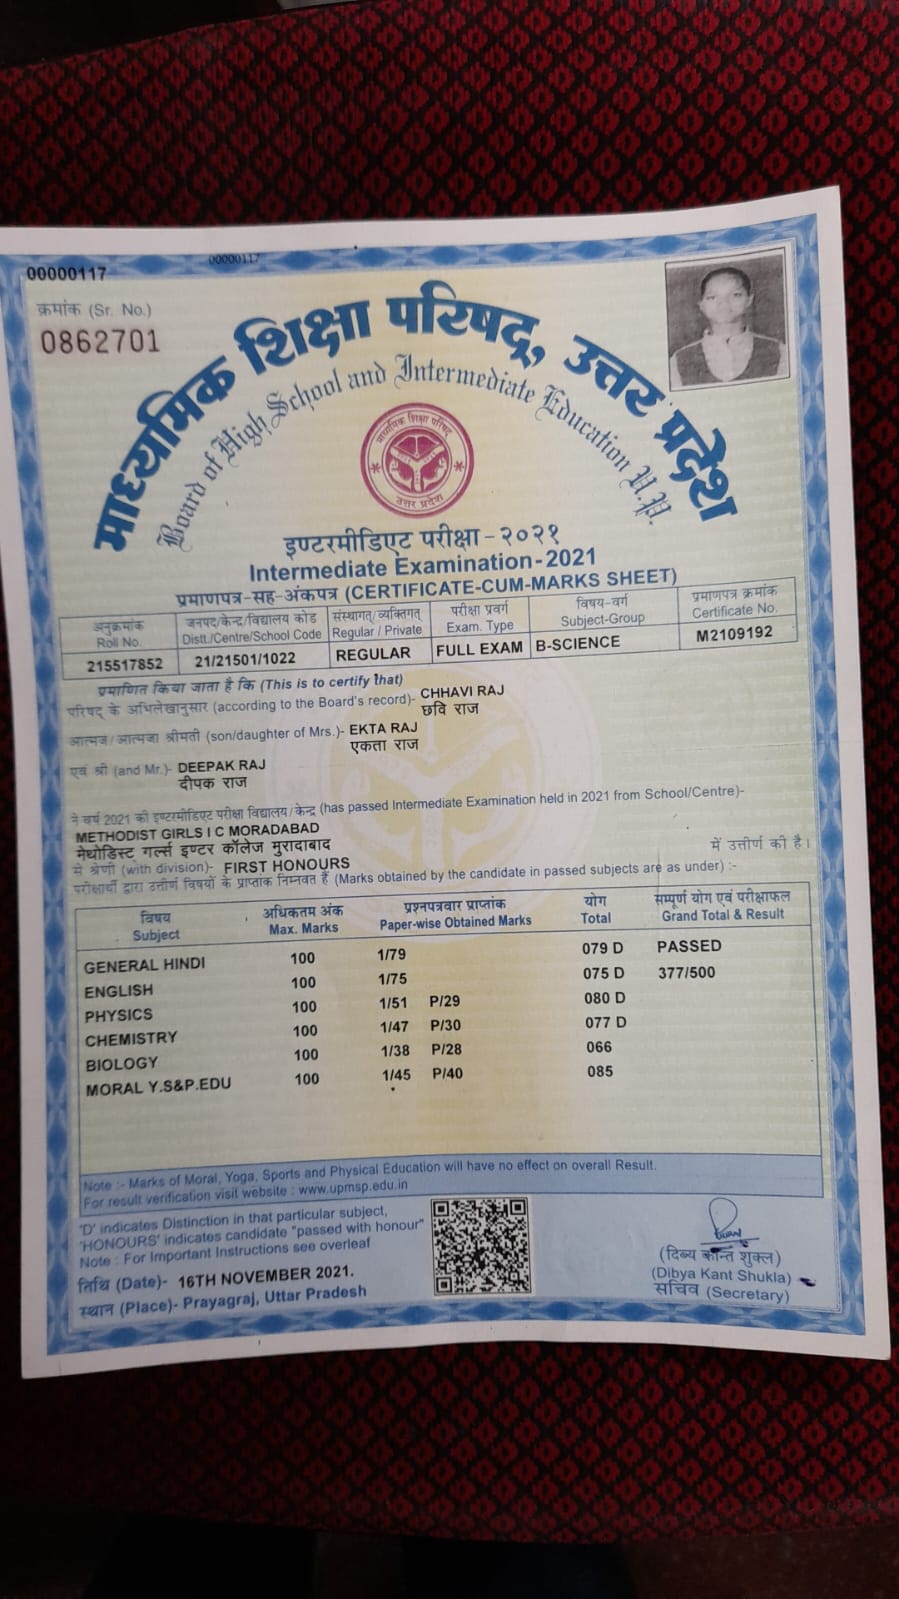 00000117
00000117
क्रमांक (Sr. No.)
0862701
माध्यमिक शिक्षा परिषद्, उत्तर प्रदेश
Board of High School and Intermediate Education U.P.
माध्यमिक शिक्षा परिषद्
उत्तर प्रदेश
इण्टरमीडिएट परीक्षा - २०२१
Intermediate Examination-2021
प्रमाणपत्र-सह-अंकपत्र (CERTIFICATE-CUM-MARKS SHEET)
अनुक्रमांक जनपद/केन्द्र/विद्यालय कोड संस्थागत्/व्यक्तिगत् परीक्षा प्रवर्ग विषय-वर्ग प्रमाणपत्र क्रमांक
Roll No. Distt./Centre/School Code Regular / Private Exam. Type Subject-Group Certificate No.
215517852 21/21501/1022 REGULAR FULL EXAM B-SCIENCE M2109192
प्रमाणित किया जाता है कि (This is to certify that)
परिषद् के अभिलेखानुसार (according to the Board's record)- CHHAVI RAJ
छवि राज
आत्मज/आत्मजा श्रीमती (son/daughter of Mrs.)- EKTA RAJ
एकता राज
एवं श्री (and Mr.)- DEEPAK RAJ
दीपक राज
ने वर्ष 2021 की इण्टरमीडिएट परीक्षा विद्यालय/केन्द्र (has passed Intermediate Examination held in 2021 from School/Centre)-
METHODIST GIRLS I C MORADABAD
मेथोडिस्ट गर्ल्स इण्टर कॉलेज मुरादाबाद में उत्तीर्ण की है।
में श्रेणी (with division)- FIRST HONOURS
परीक्षार्थी द्वारा उत्तीर्ण विषयों के प्राप्तांक निम्नवत हैं (Marks obtained by the candidate in passed subjects are as under) :-
विषय अधिकतम अंक प्रश्नपत्रवार प्राप्तांक योग सम्पूर्ण योग एवं परीक्षाफल
Subject Max. Marks Paper-wise Obtained Marks Total Grand Total & Result
GENERAL HINDI 100 1/79 079 D PASSED
ENGLISH 100 1/75 075 D 377/500
PHYSICS 100 1/51 P/29 080 D
CHEMISTRY 100 1/47 P/30 077 D
BIOLOGY 100 1/38 P/28 066
MORAL Y.S&P.EDU 100 1/45 P/40 085
Note :- Marks of Moral, Yoga, Sports and Physical Education will have no effect on overall Result.
For result verification visit website : www.upmsp.edu.in
'D' indicates Distinction in that particular subject,
'HONOURS' indicates candidate "passed with honour"
Note : For Important Instructions see overleaf
तिथि (Date)- 16TH NOVEMBER 2021.
स्थान (Place)- Prayagraj, Uttar Pradesh
(दिव्य कान्त शुक्ल)
(Dibya Kant Shukla)
सचिव (Secretary)